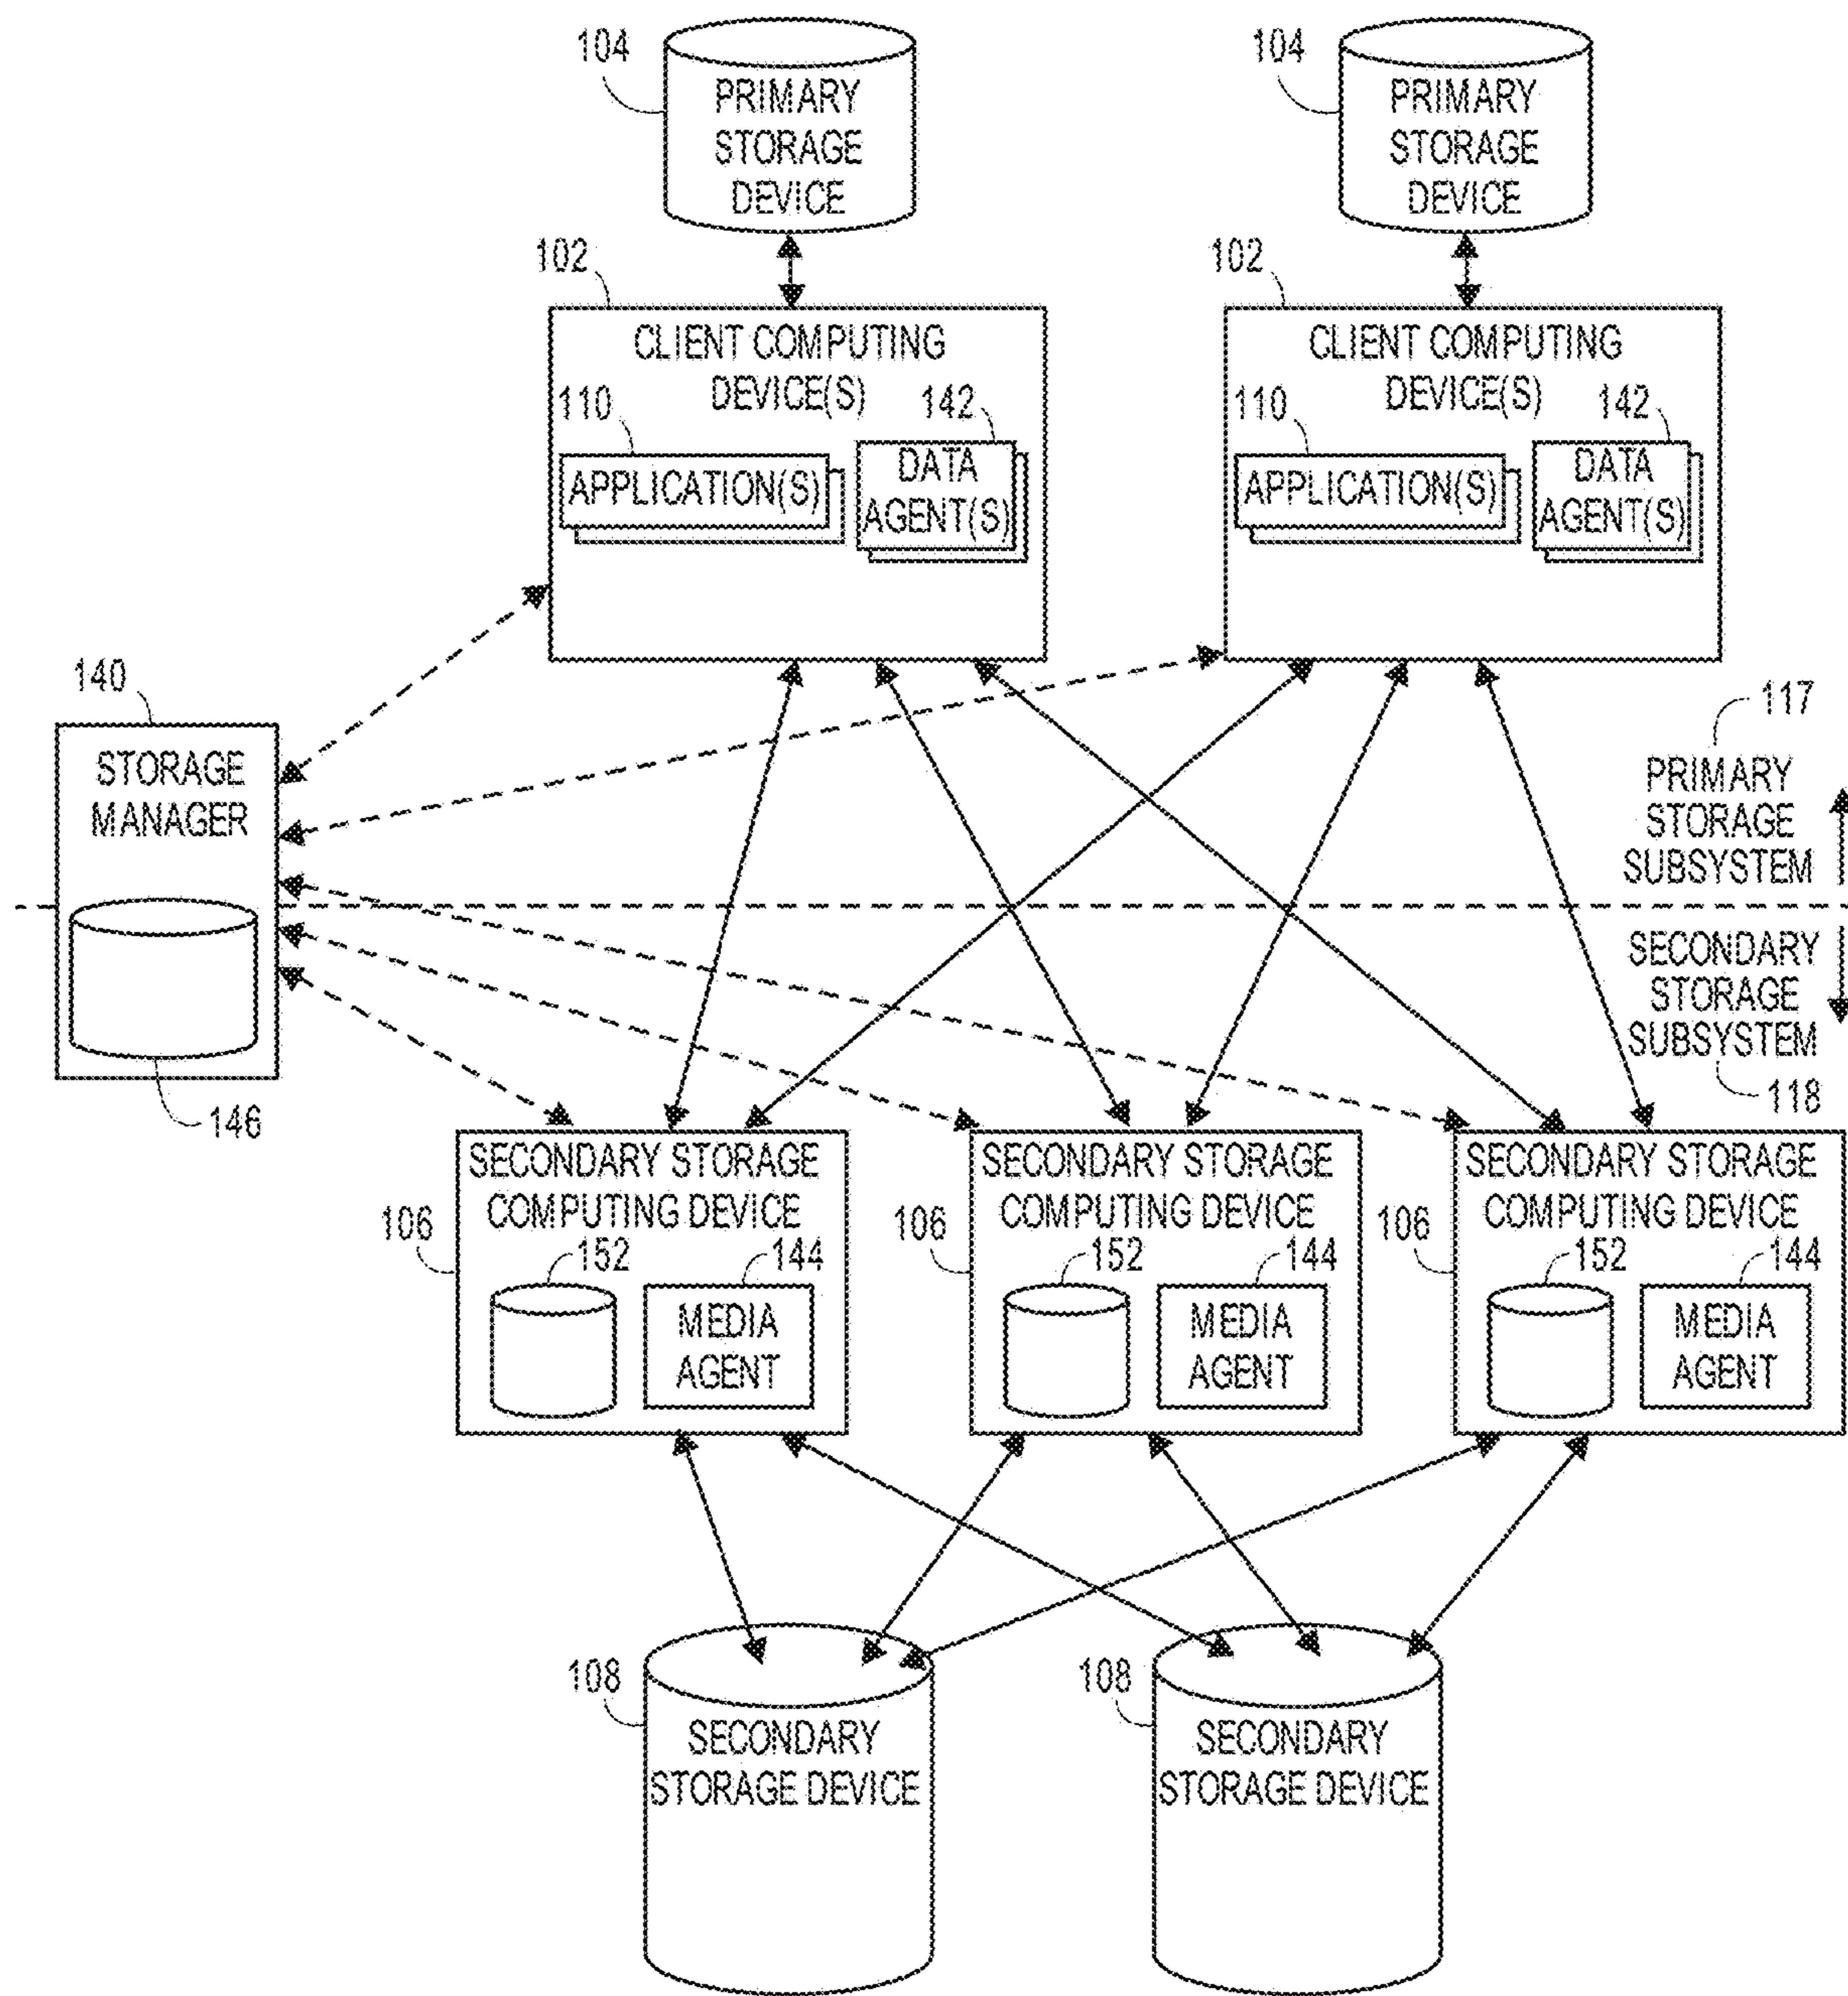 104
PRIMARY
STORAGE
DEVICE
104
PRIMARY
STORAGE
DEVICE
102
CLIENT COMPUTING
DEVICE(S)
110
142
APPLICATION(S)
DATA
AGENT(S)
102
CLIENT COMPUTING
DEVICE(S)
110
142
APPLICATION(S)
DATA
AGENT(S)
140
STORAGE
MANAGER
146
117
PRIMARY
STORAGE
SUBSYSTEM
SECONDARY
STORAGE
SUBSYSTEM
118
SECONDARY STORAGE
COMPUTING DEVICE
106
152
144
MEDIA
AGENT
SECONDARY STORAGE
COMPUTING DEVICE
106
152
144
MEDIA
AGENT
SECONDARY STORAGE
COMPUTING DEVICE
106
152
144
MEDIA
AGENT
108
SECONDARY
STORAGE DEVICE
108
SECONDARY
STORAGE DEVICE